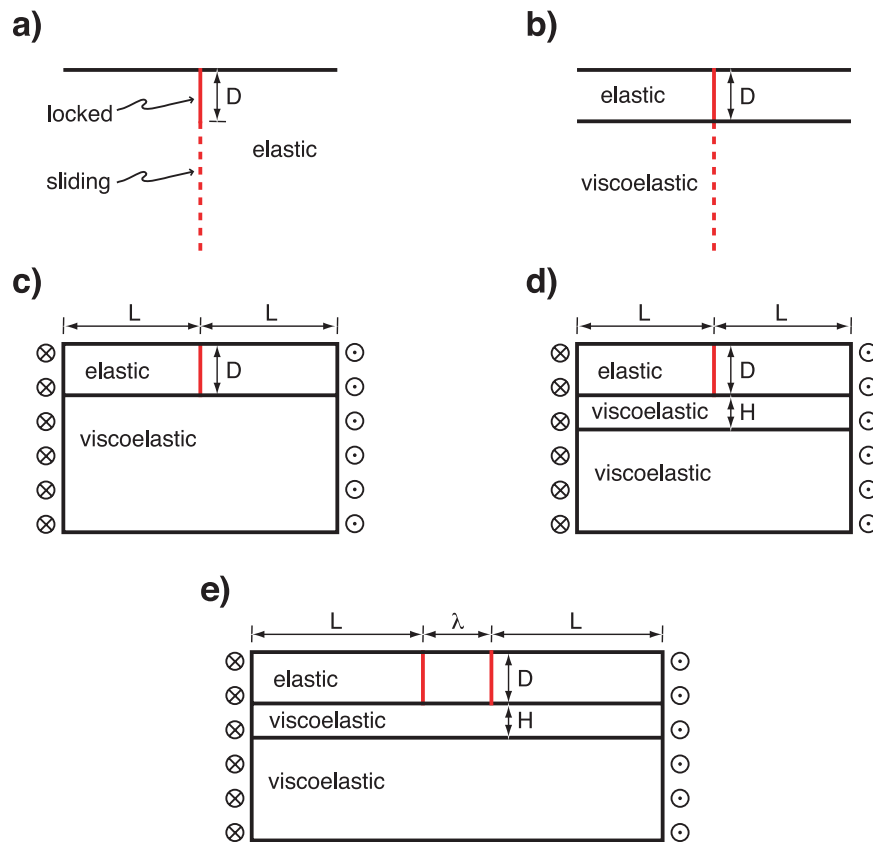 a)
locked
D
sliding
elastic
b)
elastic
D
viscoelastic
c)
L
L
elastic
D
viscoelastic
d)
L
L
elastic
D
viscoelastic
H
viscoelastic
e)
L
λ
L
elastic
D
viscoelastic
H
viscoelastic